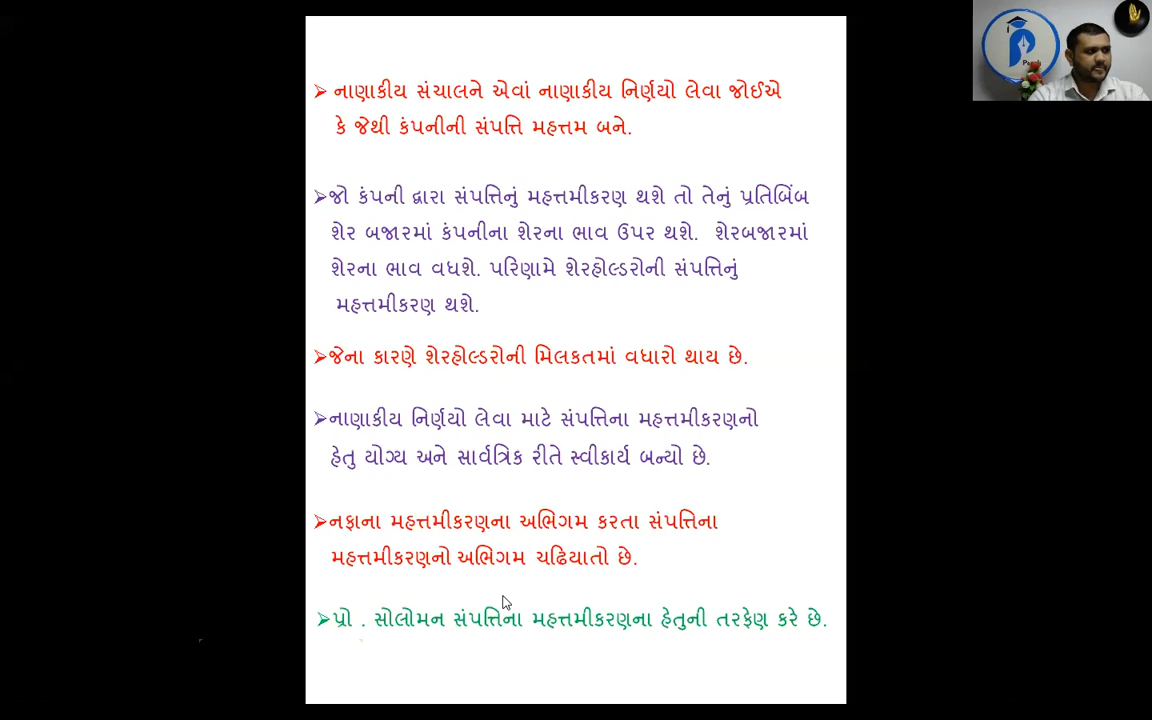 ➢ નાણાકીય સંચાલને એવાં નાણાકીય નિર્ણયો લેવા જોઈએ
કે જેથી કંપનીની સંપત્તિ મહત્તમ બને.
➢જો કંપની દ્વારા સંપત્તિનું મહત્તમીકરણ થશે તો તેનું પ્રતિબિંબ
શેર બજારમાં કંપનીના શેરના ભાવ ઉપર થશે. શેરબજારમાં
શેરના ભાવ વધશે. પરિણામે શેરહોલ્ડરોની સંપત્તિનું
મહત્તમીકરણ થશે.
➢જેના કારણે શેરહોલ્ડરોની મિલકતમાં વધારો થાય છે.
➢નાણાકીય નિર્ણયો લેવા માટે સંપત્તિના મહત્તમીકરણનો
હેતુ યોગ્ય અને સાર્વત્રિક રીતે સ્વીકાર્ય બન્યો છે.
➢નફાના મહત્તમીકરણના અભિગમ કરતા સંપત્તિના
મહત્તમીકરણનો અભિગમ ચઢિયાતો છે.
➢પ્રો . સોલોમન સંપત્તિના મહત્તમીકરણના હેતુની તરફેણ કરે છે.